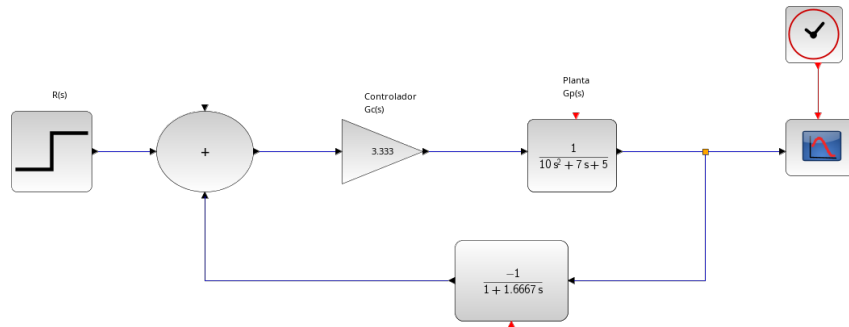 R(s)
Controlador
Gc(s)
Planta
Gp(s)
+
3.333
1
10 s² + 7 s + 5
−1
1 + 1.6667 s